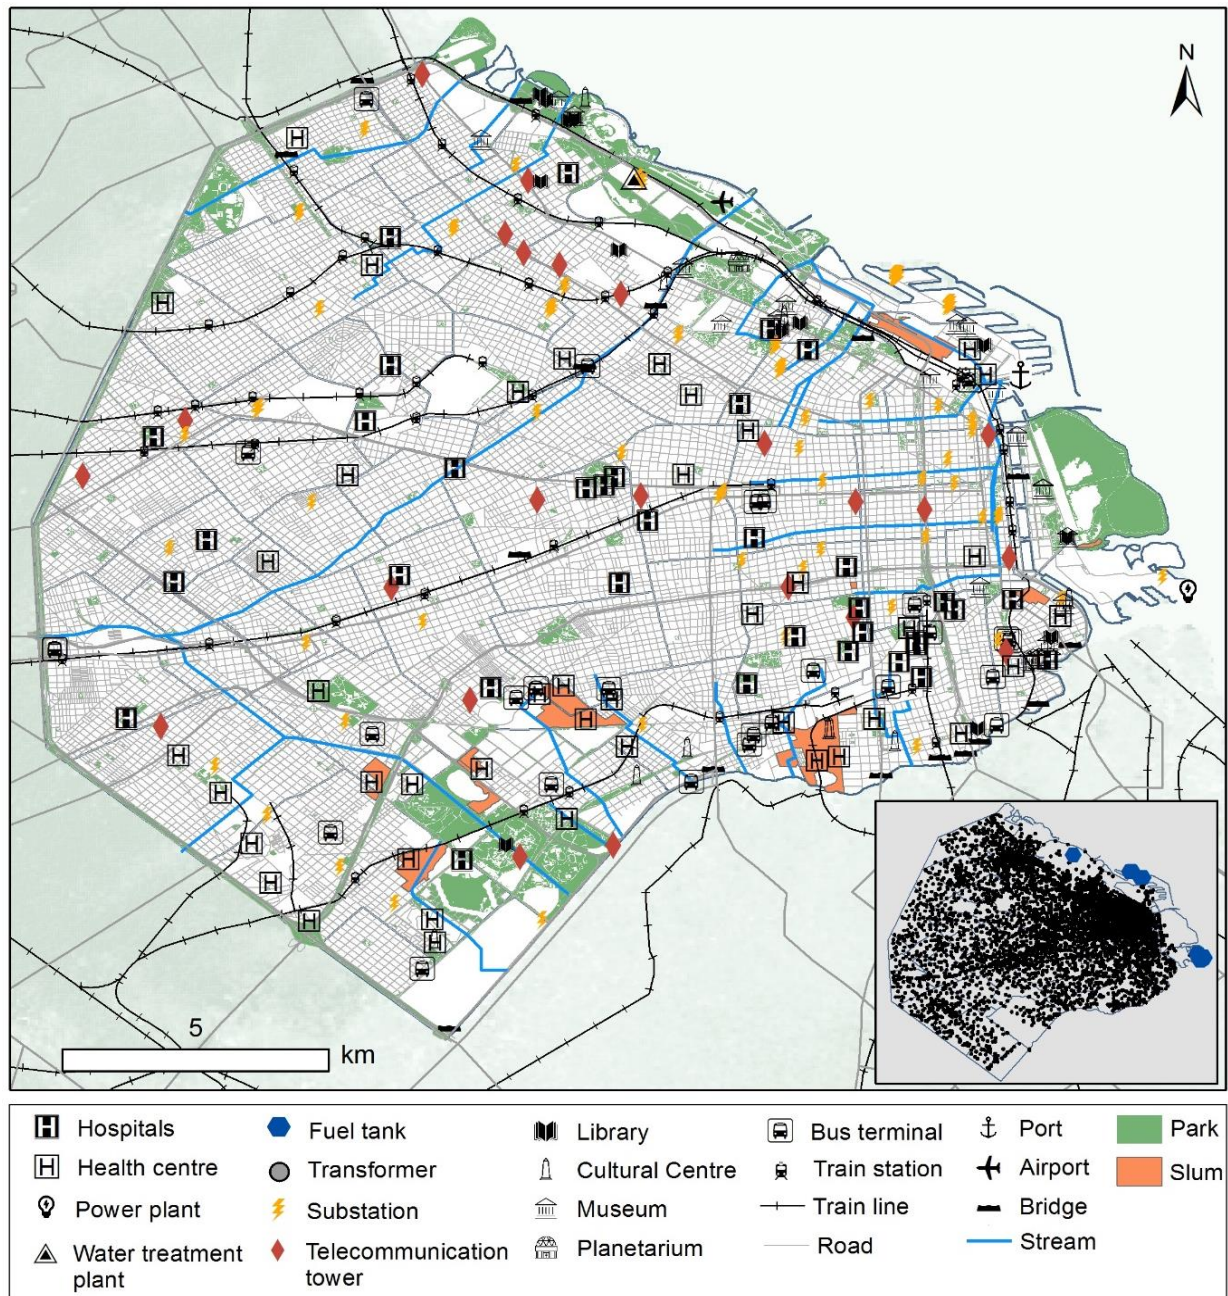 N
5
km
Hospitals
Fuel tank
Library
Bus terminal
Port
Park
Health centre
Transformer
Cultural Centre
Train station
Airport
Slum
Power plant
Substation
Museum
Train line
Bridge
Water treatment
plant
Telecommunication
tower
Planetarium
Road
Stream